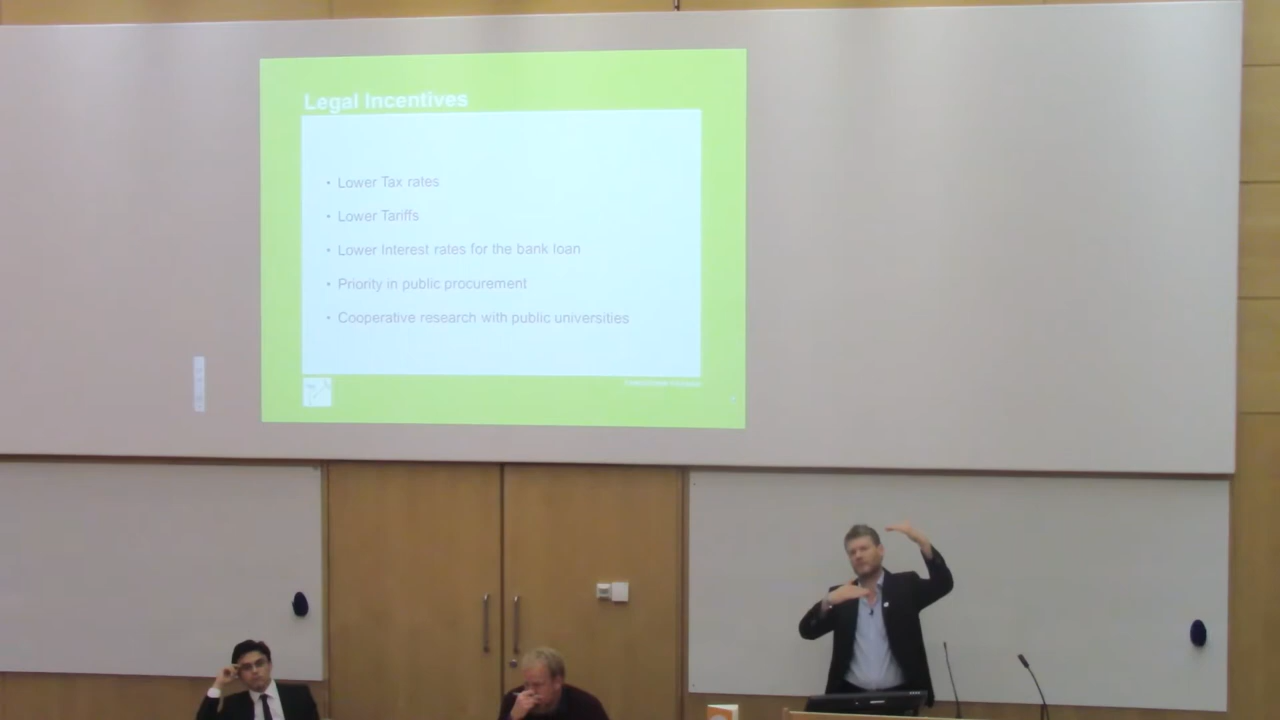 Legal Incentives
• Lower Tax rates
• Lower Tariffs
• Lower Interest rates for the bank loan
• Priority in public procurement
• Cooperative research with public universities